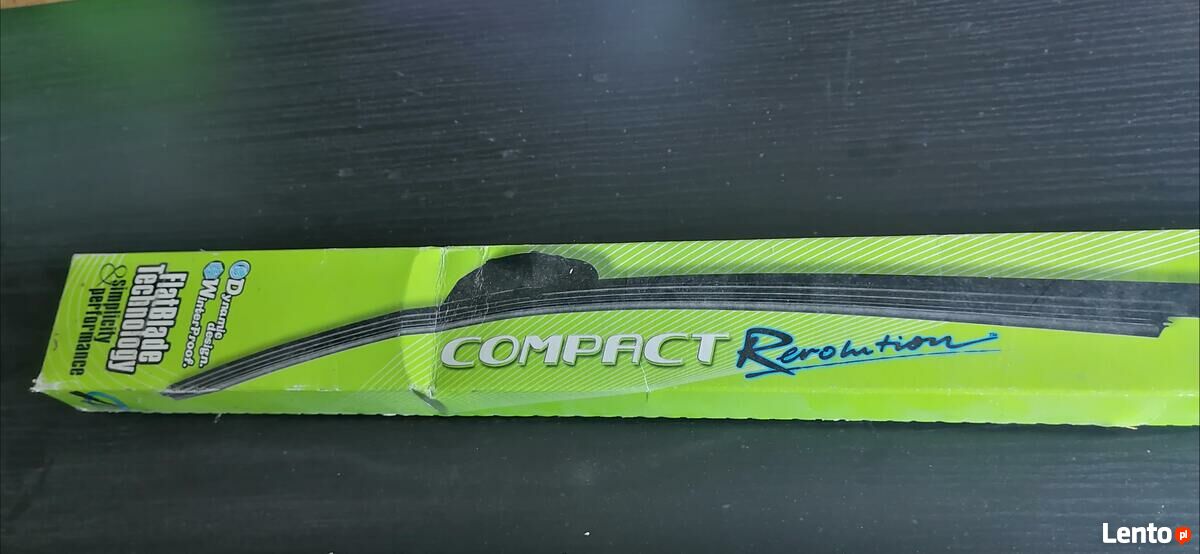 Dynamic
design.
WinterProof.
FlatBlade
Technology
&simplicity
performance
COMPACT Revolution
Lento pl